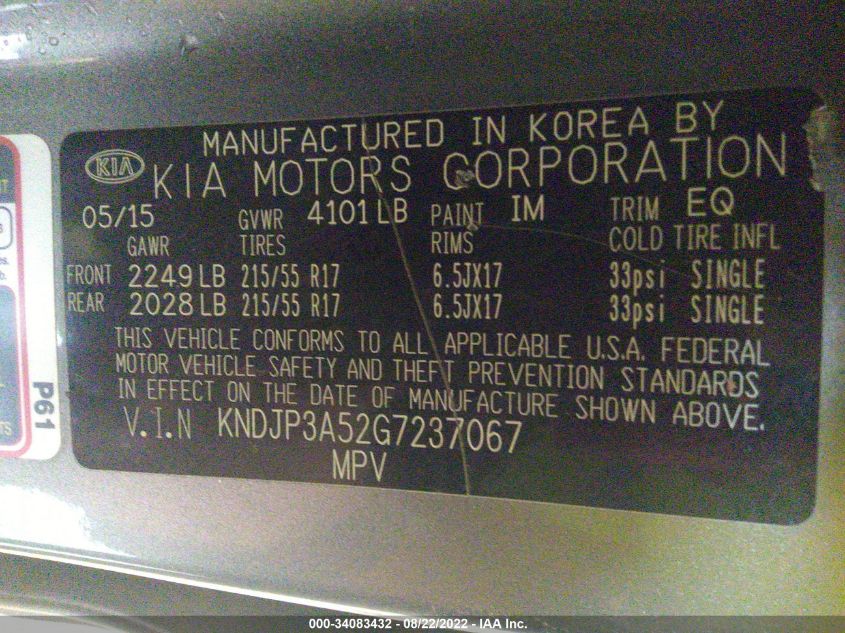 MANUFACTURED IN KOREA BY
KIA
KIA MOTORS CORPORATION
05/15 GVWR 4101 LB PAINT IM TRIM EQ
GAWR TIRES RIMS COLD TIRE INFL
FRONT 2249 LB 215/55 R17 6.5JX17 33psi SINGLE
REAR 2028 LB 215/55 R17 6.5JX17 33psi SINGLE
THIS VEHICLE CONFORMS TO ALL APPLICABLE U.S.A. FEDERAL
MOTOR VEHICLE SAFETY AND THEFT PREVENTION STANDARDS
IN EFFECT ON THE DATE OF MANUFACTURE SHOWN ABOVE.
V.I.N KNDJP3A52G7237067
MPV
P61
000-34083432 - 08/22/2022 - IAA Inc.